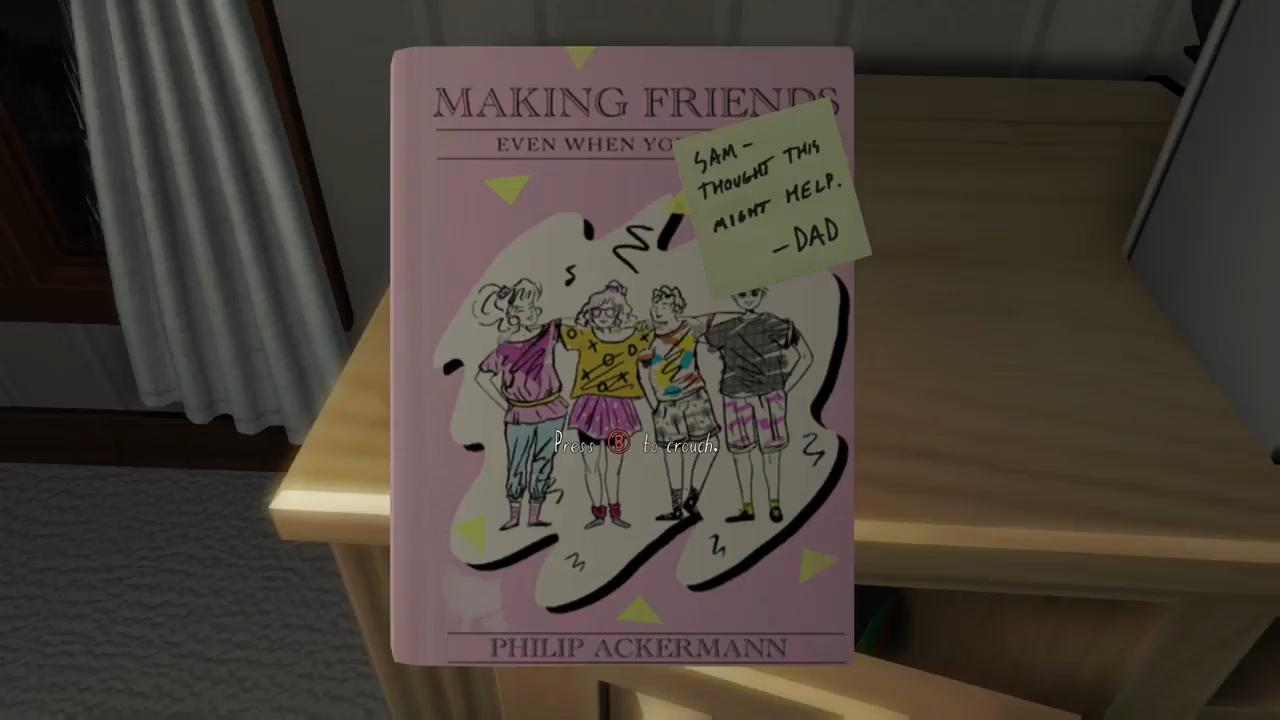 MAKING FRIENDS
EVEN WHEN YO
SAM-
THOUGHT THIS
MIGHT HELP.
-DAD
Press B to crouch.
PHILIP ACKERMANN